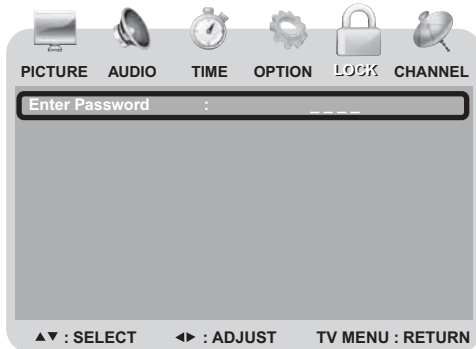 PICTURE AUDIO TIME OPTION LOCK CHANNEL
Enter Password : _ _ _ _
▲▼ : SELECT ◀▶ : ADJUST TV MENU : RETURN